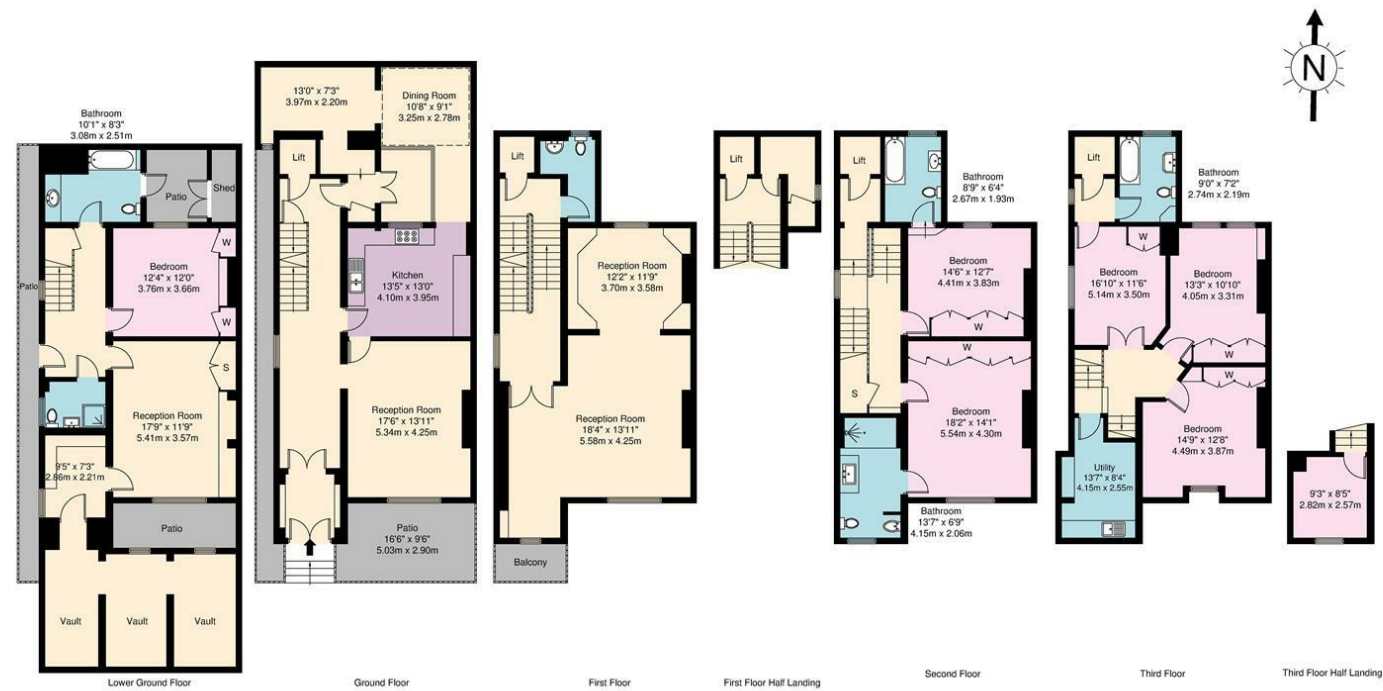 N
Bathroom
10'1" x 8'3"
3.08m x 2.51m
Patio
Shed
Patio
W
Bedroom
12'4" x 12'0"
3.76m x 3.66m
W
S
Reception Room
17'9" x 11'9"
5.41m x 3.57m
9'5" x 7'3"
2.86m x 2.21m
Patio
Vault
Vault
Vault
Lower Ground Floor
13'0" x 7'3"
3.97m x 2.20m
Dining Room
10'8" x 9'1"
3.25m x 2.78m
Lift
Kitchen
13'5" x 13'0"
4.10m x 3.95m
Reception Room
17'6" x 13'11"
5.34m x 4.25m
Patio
16'6" x 9'6"
5.03m x 2.90m
Ground Floor
Lift
Reception Room
12'2" x 11'9"
3.70m x 3.58m
Reception Room
18'4" x 13'11"
5.58m x 4.25m
Balcony
First Floor
Lift
First Floor Half Landing
Lift
Bathroom
8'9" x 6'4"
2.67m x 1.93m
Bedroom
14'6" x 12'7"
4.41m x 3.83m
W
W
S
Bedroom
18'2" x 14'1"
5.54m x 4.30m
Bathroom
13'7" x 6'9"
4.15m x 2.06m
Second Floor
Lift
Bathroom
9'0" x 7'2"
2.74m x 2.19m
W
Bedroom
16'10" x 11'6"
5.14m x 3.50m
Bedroom
13'3" x 10'10"
4.05m x 3.31m
W
W
Bedroom
14'9" x 12'8"
4.49m x 3.87m
Utility
13'7" x 8'4"
4.15m x 2.55m
Third Floor
9'3" x 8'5"
2.82m x 2.57m
Third Floor Half Landing